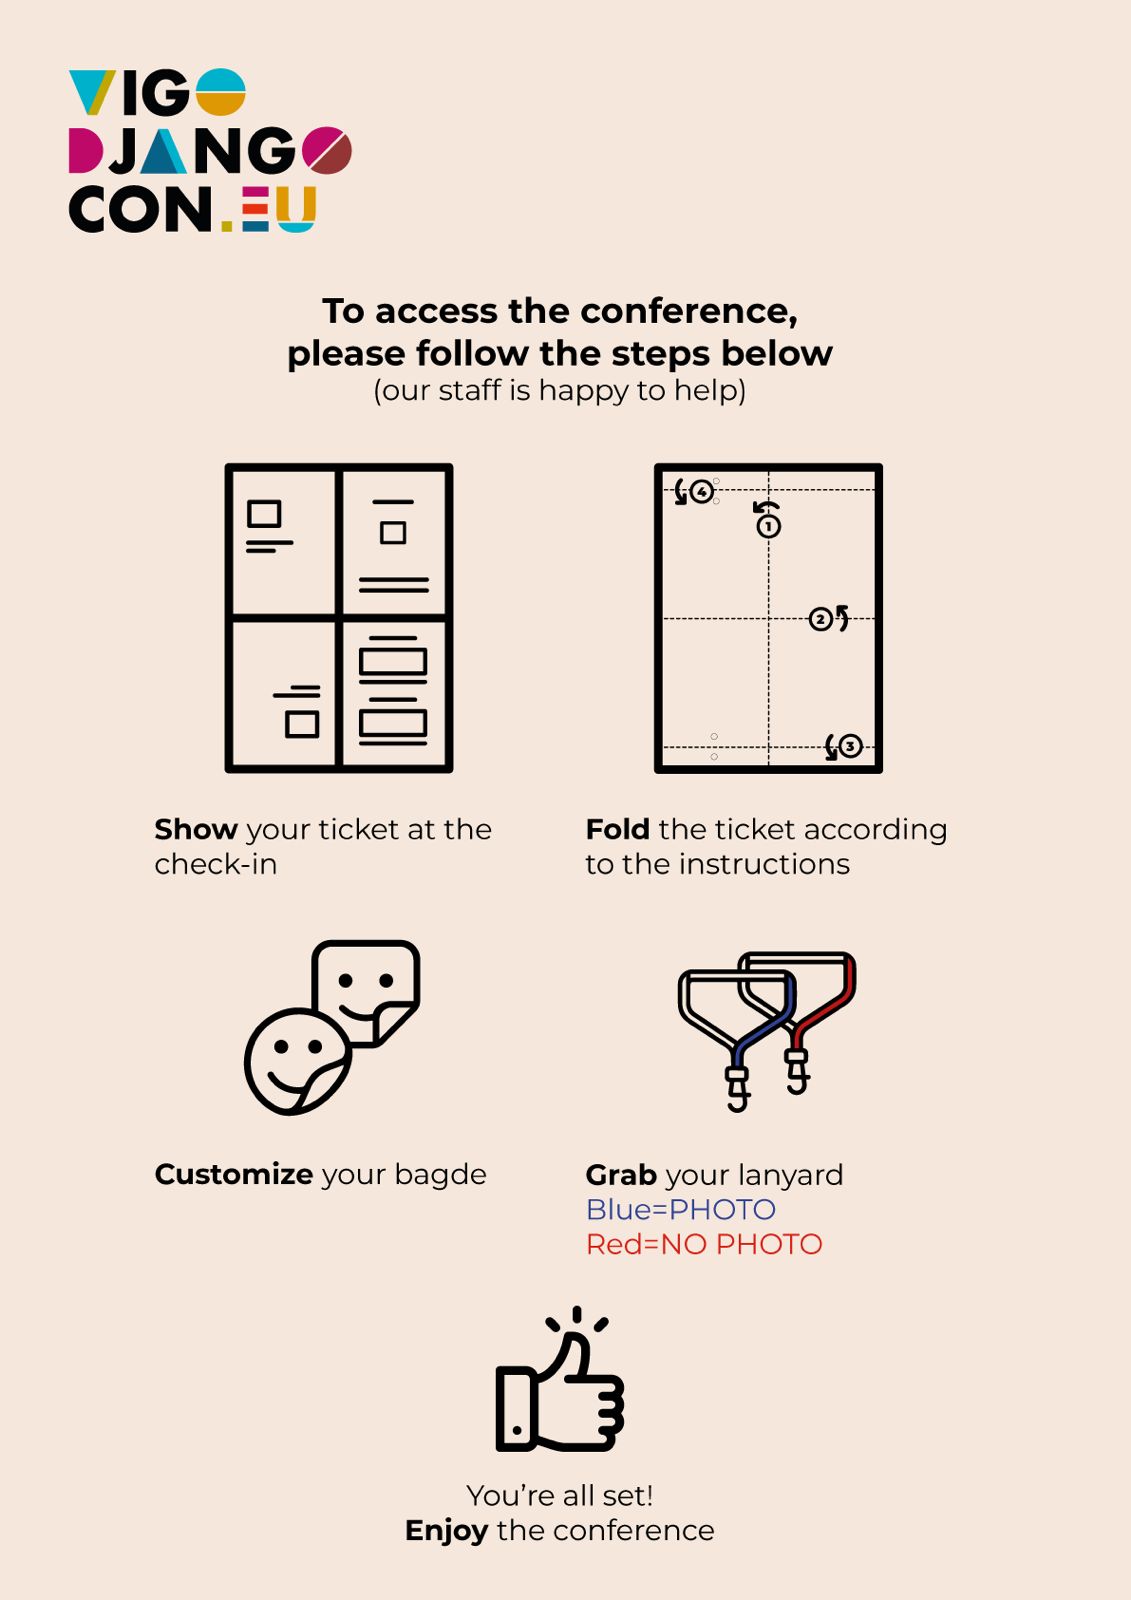 VIGO
DJANGO
CON.EU
To access the conference,
please follow the steps below
(our staff is happy to help)
4
1
2
3
Show your ticket at the
check-in
Fold the ticket according
to the instructions
Customize your bagde
Grab your lanyard
Blue=PHOTO
Red=NO PHOTO
You're all set!
Enjoy the conference